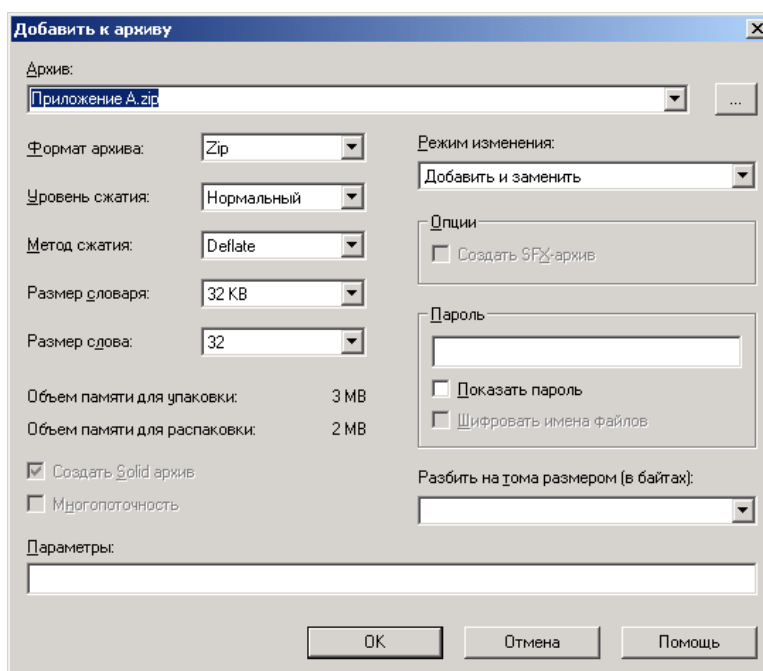 Добавить к архиву
Архив:
Приложение A.zip
...
Формат архива:
Zip
Уровень сжатия:
Нормальный
Метод сжатия:
Deflate
Размер словаря:
32 KB
Размер слова:
32
Объем памяти для упаковки:
3 MB
Объем памяти для распаковки:
2 MB
Создать Solid архив
Многопоточность
Режим изменения:
Добавить и заменить
Опции
Создать SFX-архив
Пароль
Показать пароль
Шифровать имена файлов
Разбить на тома размером (в байтах):
Параметры:
OK
Отмена
Помощь